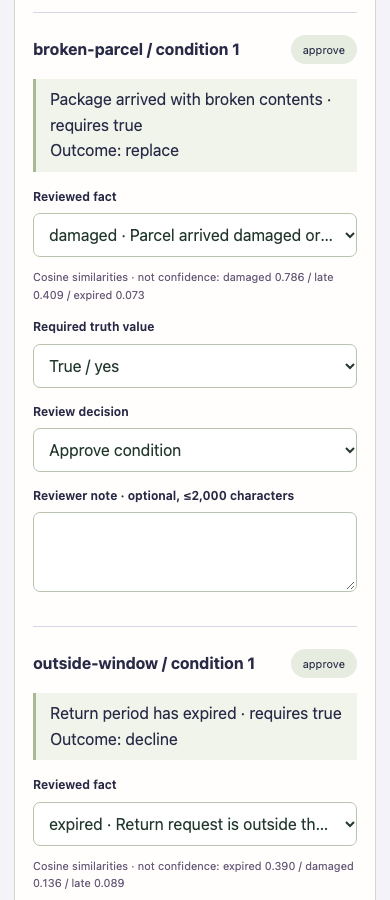 broken-parcel / condition 1
approve
Package arrived with broken contents ·
requires true
Outcome: replace
Reviewed fact
damaged · Parcel arrived damaged or...
Cosine similarities · not confidence: damaged 0.786 / late
0.409 / expired 0.073
Required truth value
True / yes
Review decision
Approve condition
Reviewer note · optional, ≤2,000 characters
outside-window / condition 1
approve
Return period has expired · requires true
Outcome: decline
Reviewed fact
expired · Return request is outside th...
Cosine similarities · not confidence: expired 0.390 / damaged
0.136 / late 0.089